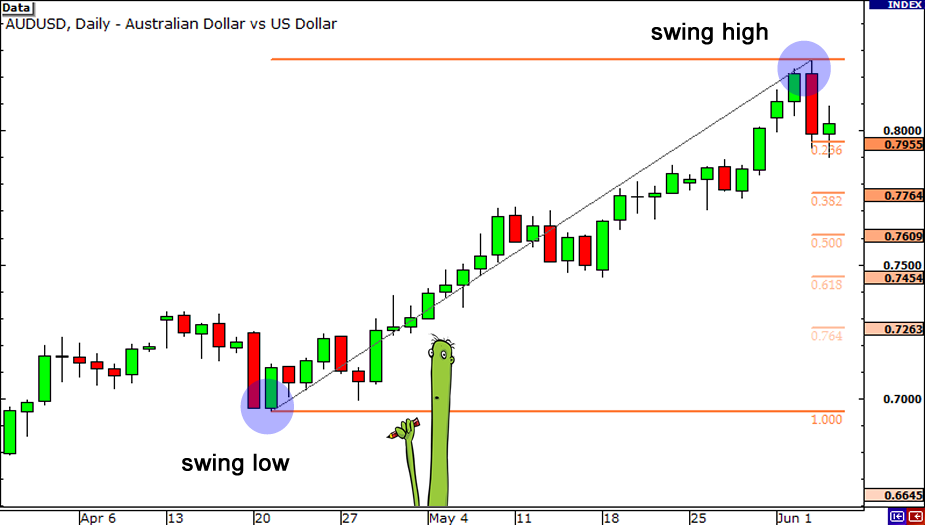 Data
INDEX
AUDUSD, Daily - Australian Dollar vs US Dollar
swing high
0.8000
0.236
0.7955
0.382
0.7764
0.500
0.7609
0.7500
0.618
0.7454
0.764
0.7263
0.7000
1.000
swing low
0.6645
Apr 6
13
20
27
May 4
11
18
25
Jun 1